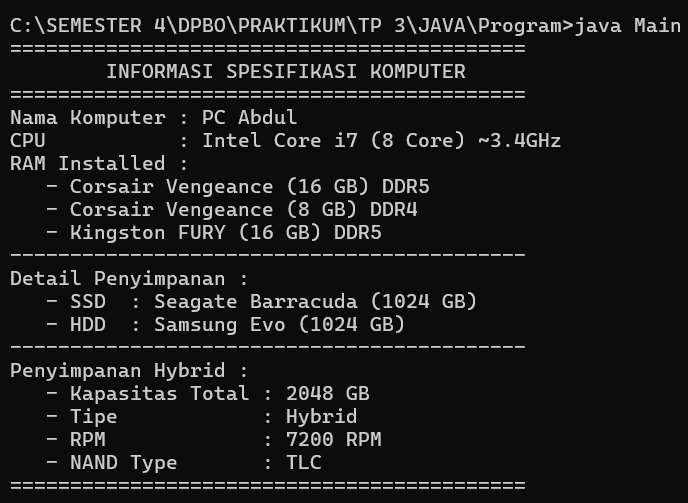 C:\SEMESTER 4\DPBO\PRAKTIKUM\TP 3\JAVA\Program>java Main
===========================================
        INFORMASI SPESIFIKASI KOMPUTER
===========================================
Nama Komputer : PC Abdul
CPU           : Intel Core i7 (8 Core) ~3.4GHz
RAM Installed :
   - Corsair Vengeance (16 GB) DDR5
   - Corsair Vengeance (8 GB) DDR4
   - Kingston FURY (16 GB) DDR5
-------------------------------------------
Detail Penyimpanan :
   - SSD  : Seagate Barracuda (1024 GB)
   - HDD  : Samsung Evo (1024 GB)
-------------------------------------------
Penyimpanan Hybrid :
   - Kapasitas Total : 2048 GB
   - Tipe            : Hybrid
   - RPM             : 7200 RPM
   - NAND Type       : TLC
===========================================